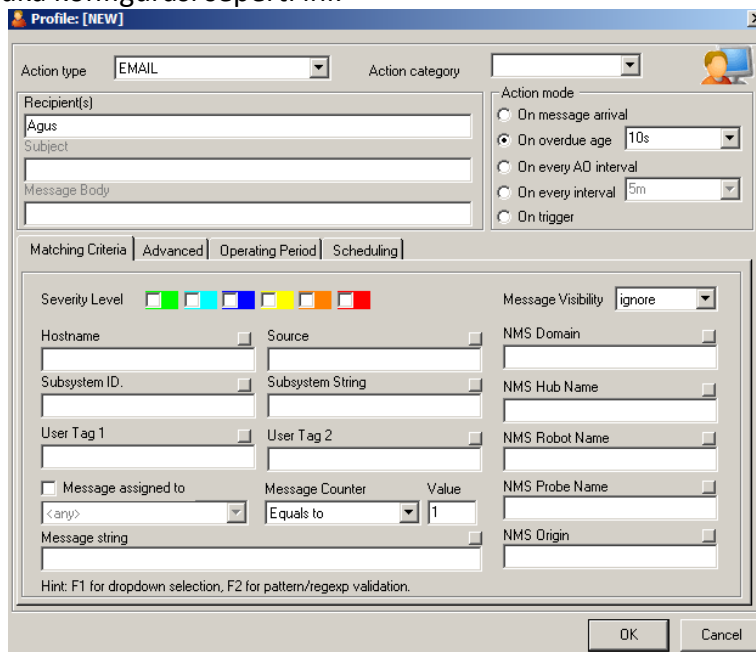 Profile: [NEW]
Action type EMAIL Action category
Recipient(s)
Agus
Subject
Message Body
Action mode
On message arrival
On overdue age 10s
On every AO interval
On every interval 5m
On trigger
Matching Criteria Advanced Operating Period Scheduling
Severity Level Message Visibility ignore
Hostname Source NMS Domain
Subsystem ID. Subsystem String NMS Hub Name
User Tag 1 User Tag 2 NMS Robot Name
Message assigned to Message Counter Value NMS Probe Name
<any> Equals to 1
Message string NMS Origin
Hint: F1 for dropdown selection, F2 for pattern/regexp validation.
OK Cancel